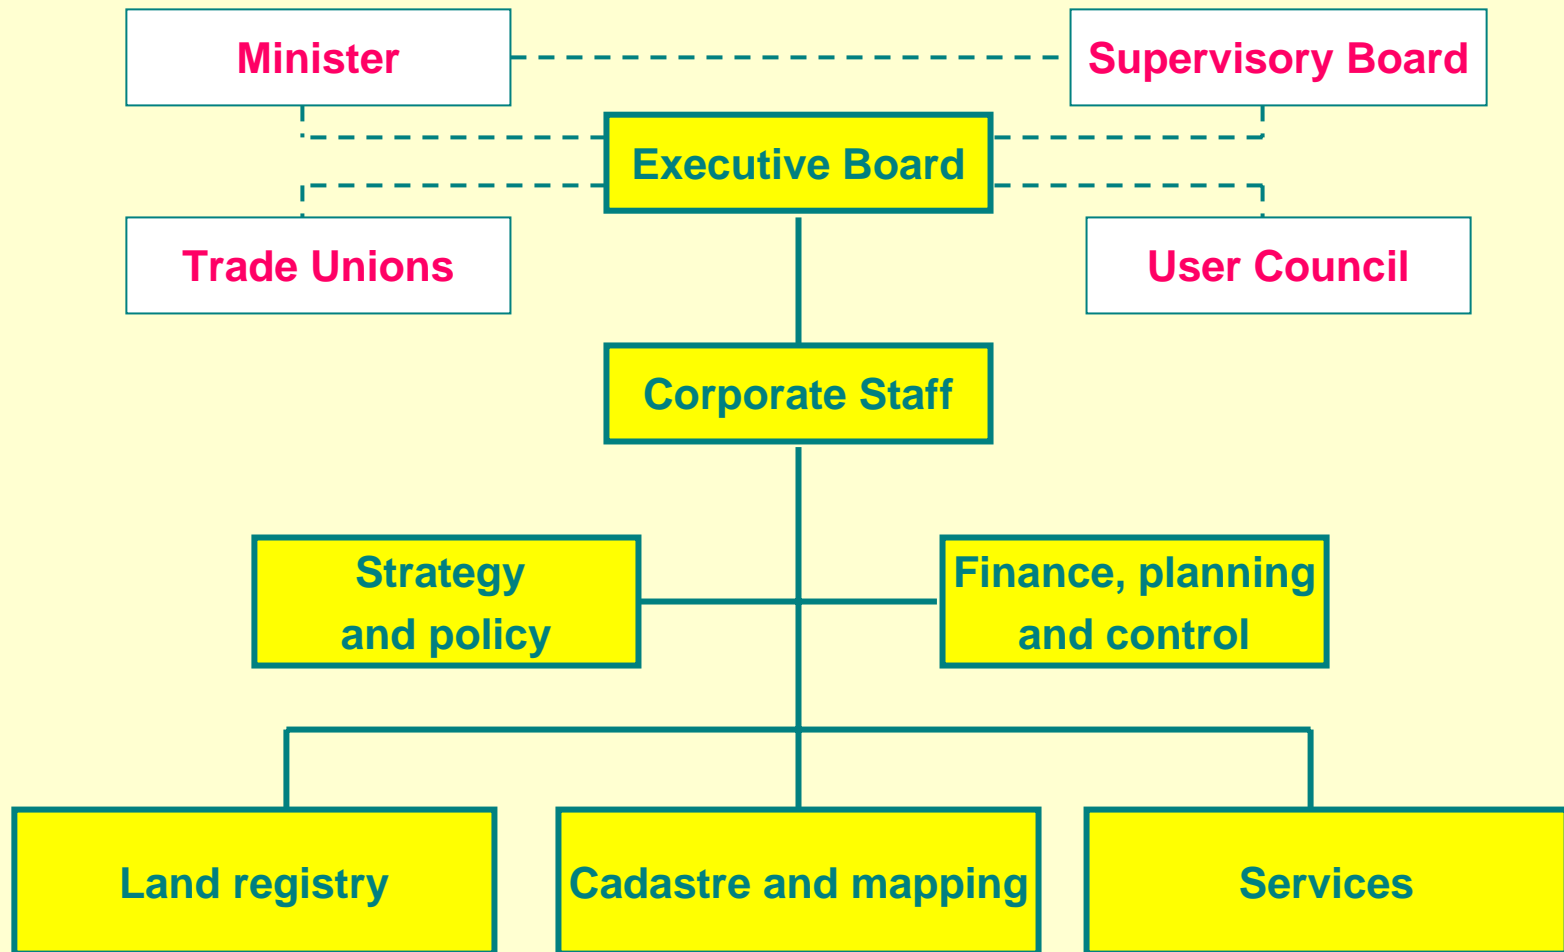 Minister
Supervisory Board
Executive Board
Trade Unions
User Council
Corporate Staff
Strategy
and policy
Finance, planning
and control
Land registry
Cadastre and mapping
Services